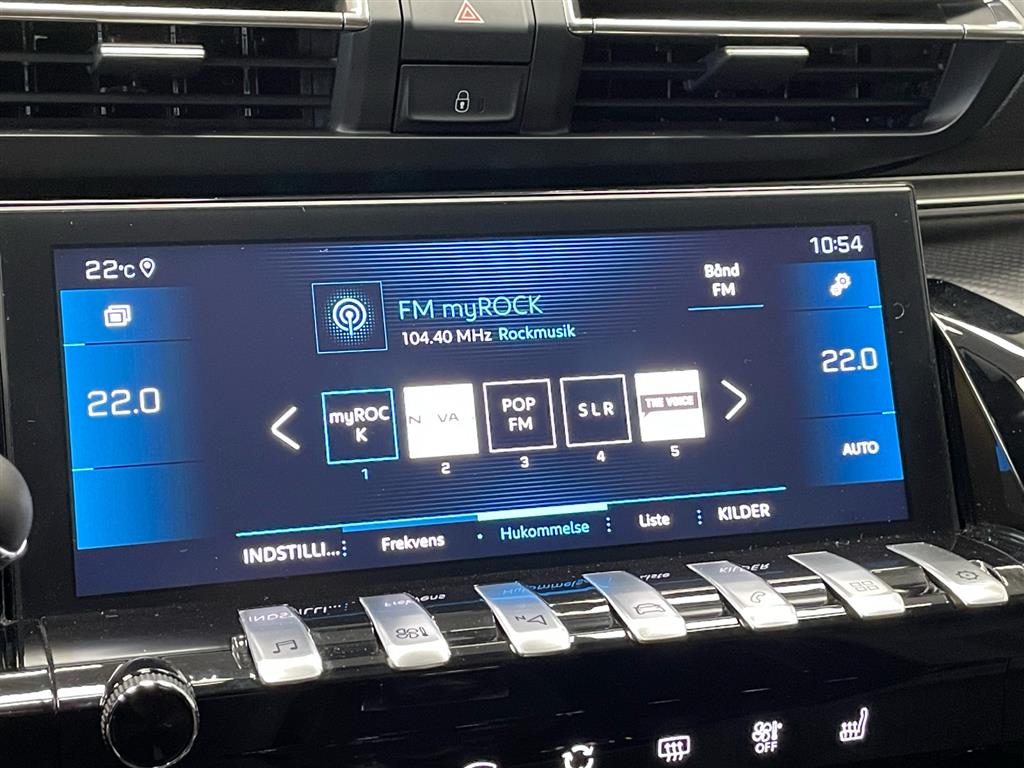 22°C
10:54
Bånd
FM
FM myROCK
104.40 MHz Rockmusik
22.0
22.0
myROC
K
N VA
POP
FM
SLR
THE VOICE
1
2
3
4
5
AUTO
INDSTILLI...
Frekvens
Hukommelse
Liste
KILDER
N
OFF